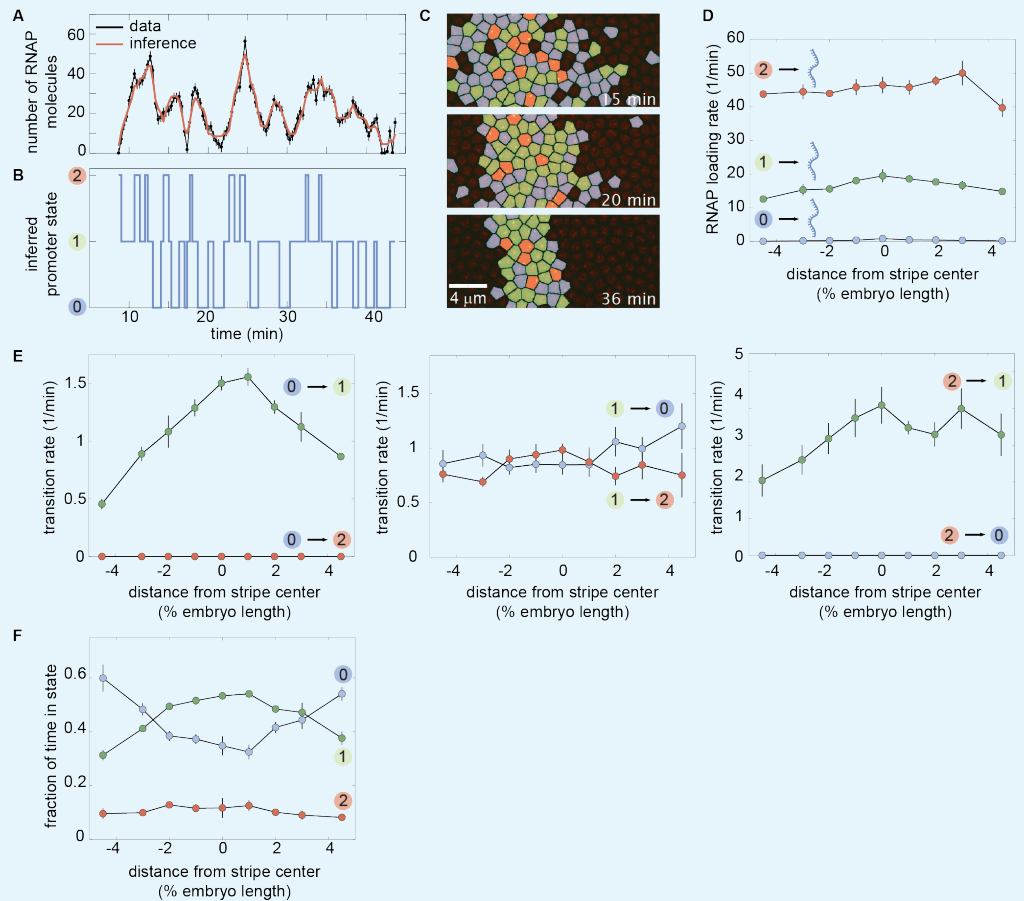 A
number of RNAP
molecules
60
40
20
0
data
inference
B
inferred
promoter state
2
1
0
10
20
30
40
time (min)
C
15 min
20 min
4 μm
36 min
D
RNAP loading rate (1/min)
60
50
40
30
20
10
0
2
1
0
-4
-2
0
2
4
distance from stripe center
(% embryo length)
E
transition rate (1/min)
1.5
1
0.5
0
0 → 1
0 → 2
-4
-2
0
2
4
distance from stripe center
(% embryo length)
transition rate (1/min)
1.5
1
0.5
0
1 → 0
1 → 2
-4
-2
0
2
4
distance from stripe center
(% embryo length)
transition rate (1/min)
5
4
3
2
1
0
2 → 1
2 → 0
-4
-2
0
2
4
distance from stripe center
(% embryo length)
F
fraction of time in state
0.6
0.4
0.2
0
0
1
2
-4
-2
0
2
4
distance from stripe center
(% embryo length)